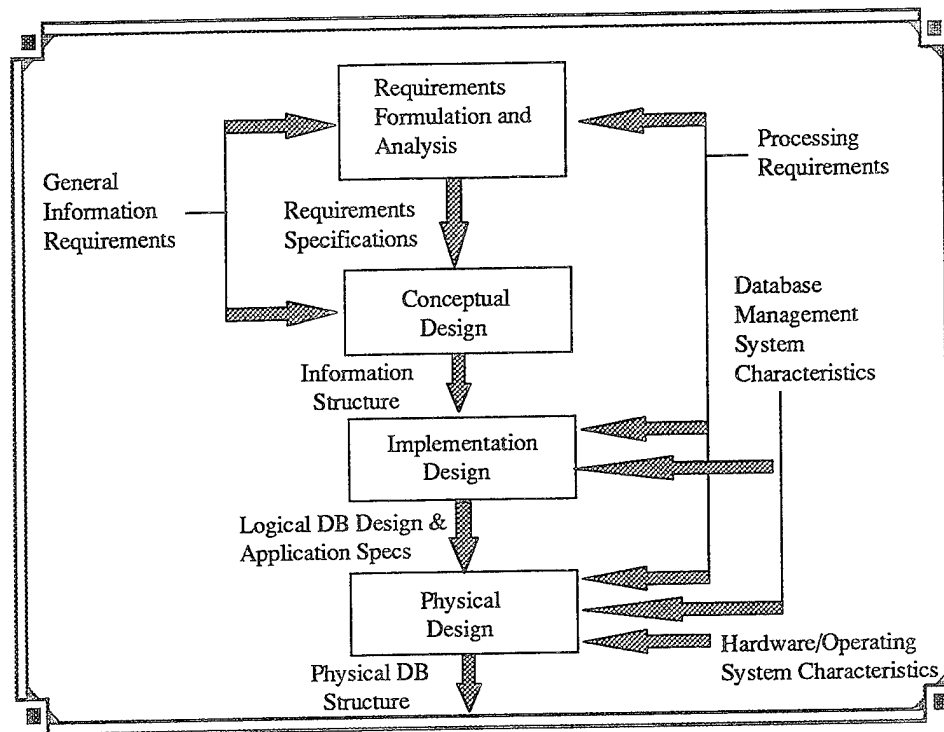 Requirements
Formulation and
Analysis
Processing
Requirements
General
Information
Requirements
Requirements
Specifications
Conceptual
Design
Database
Management
System
Characteristics
Information
Structure
Implementation
Design
Logical DB Design &
Application Specs
Physical
Design
Hardware/Operating
System Characteristics
Physical DB
Structure